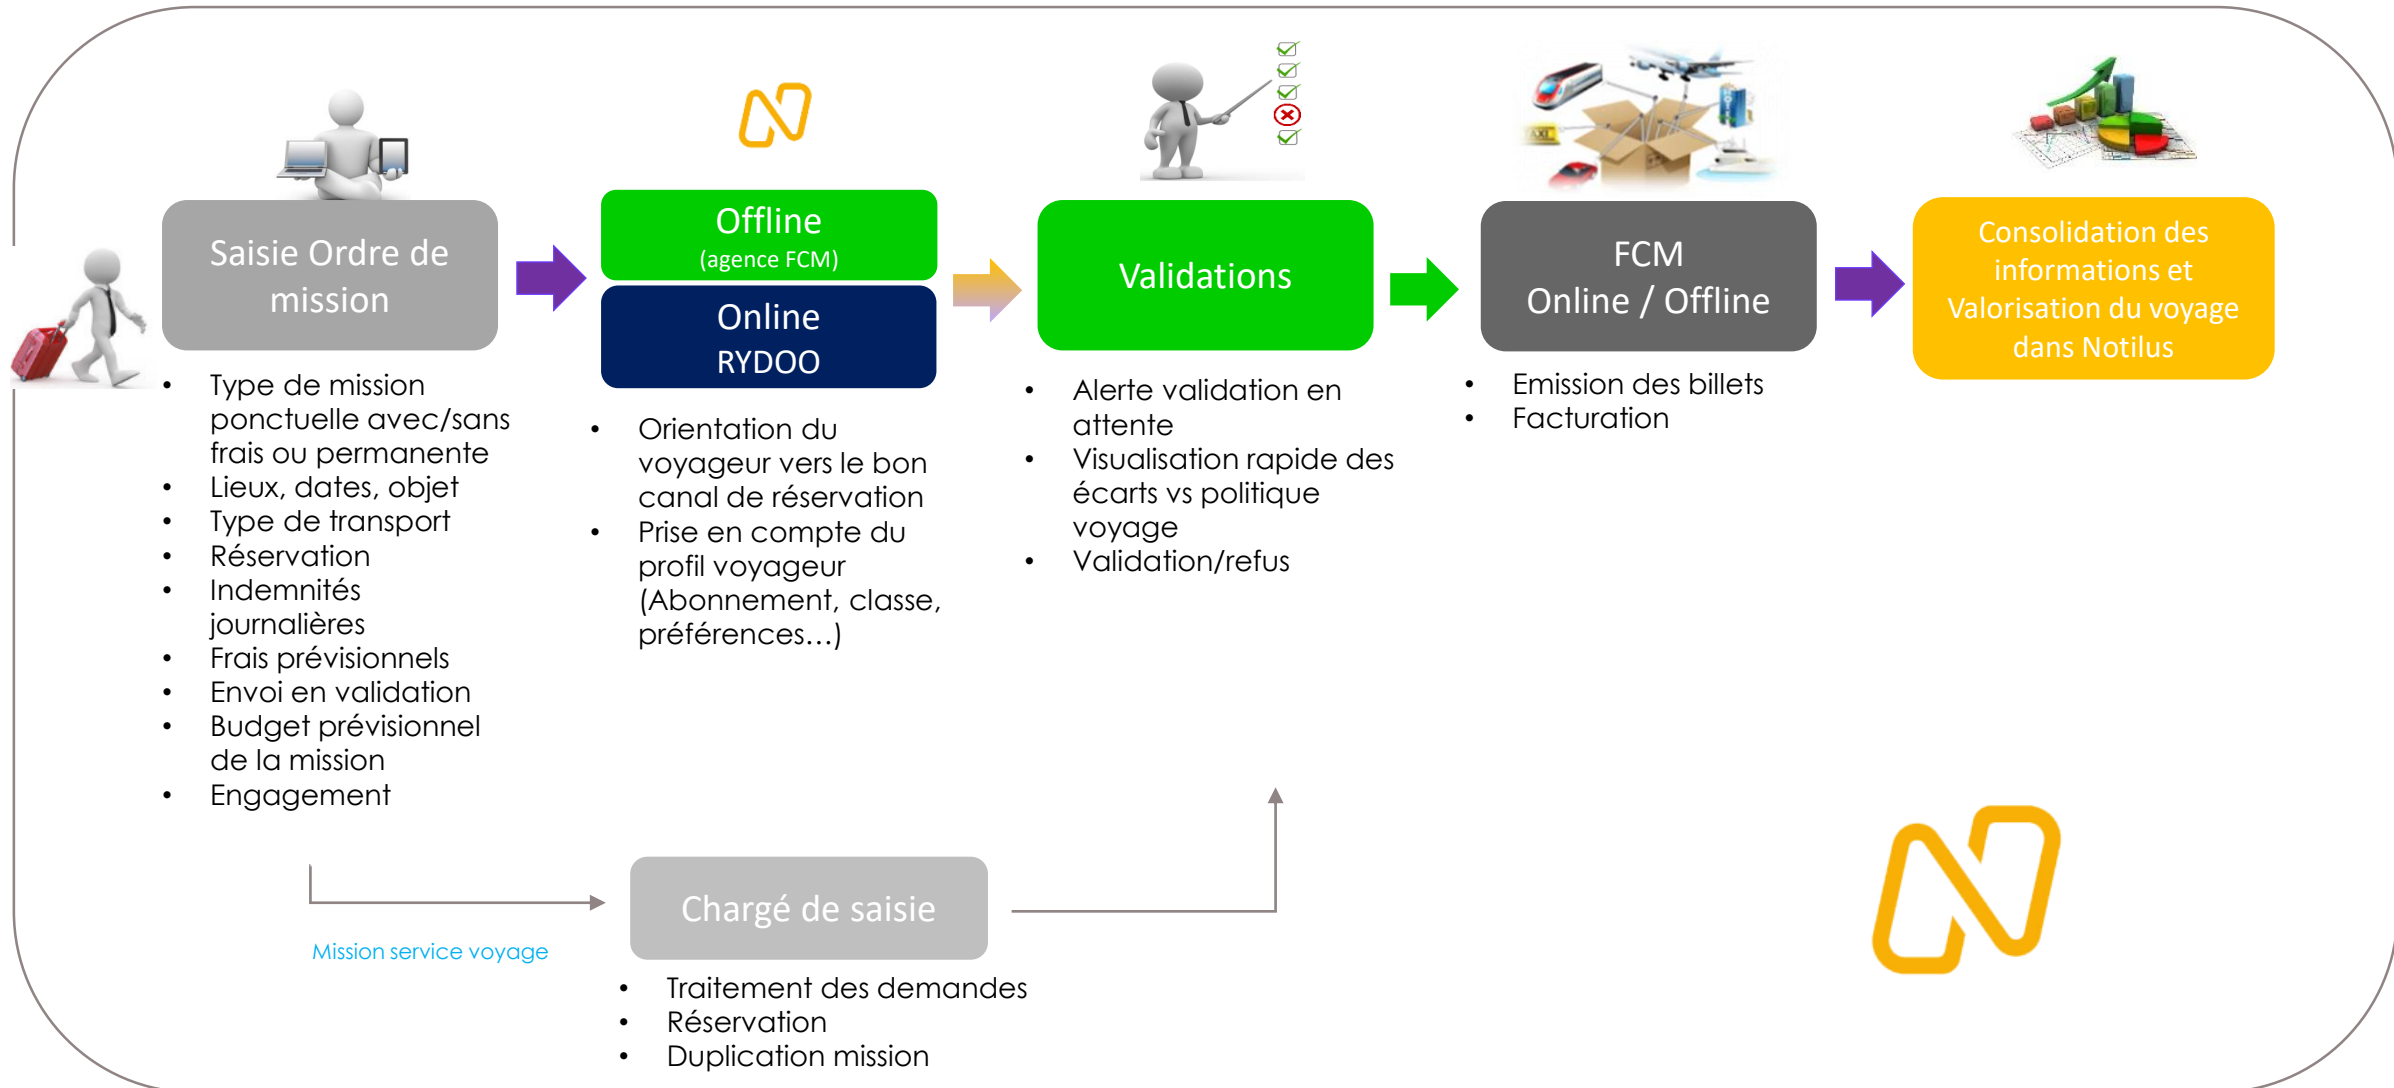 Saisie Ordre de
mission
• Type de mission
ponctuelle avec/sans
frais ou permanente
• Lieux, dates, objet
• Type de transport
• Réservation
• Indemnités
journalières
• Frais prévisionnels
• Envoi en validation
• Budget prévisionnel
de la mission
• Engagement
Offline
(agence FCM)
Online
RYDOO
• Orientation du
voyageur vers le bon
canal de réservation
• Prise en compte du
profil voyageur
(Abonnement, classe,
préférences…)
Validations
• Alerte validation en
attente
• Visualisation rapide des
écarts vs politique
voyage
• Validation/refus
AXI
FCM
Online / Offline
• Emission des billets
• Facturation
Consolidation des
informations et
Valorisation du voyage
dans Notilus
Mission service voyage
Chargé de saisie
• Traitement des demandes
• Réservation
• Duplication mission